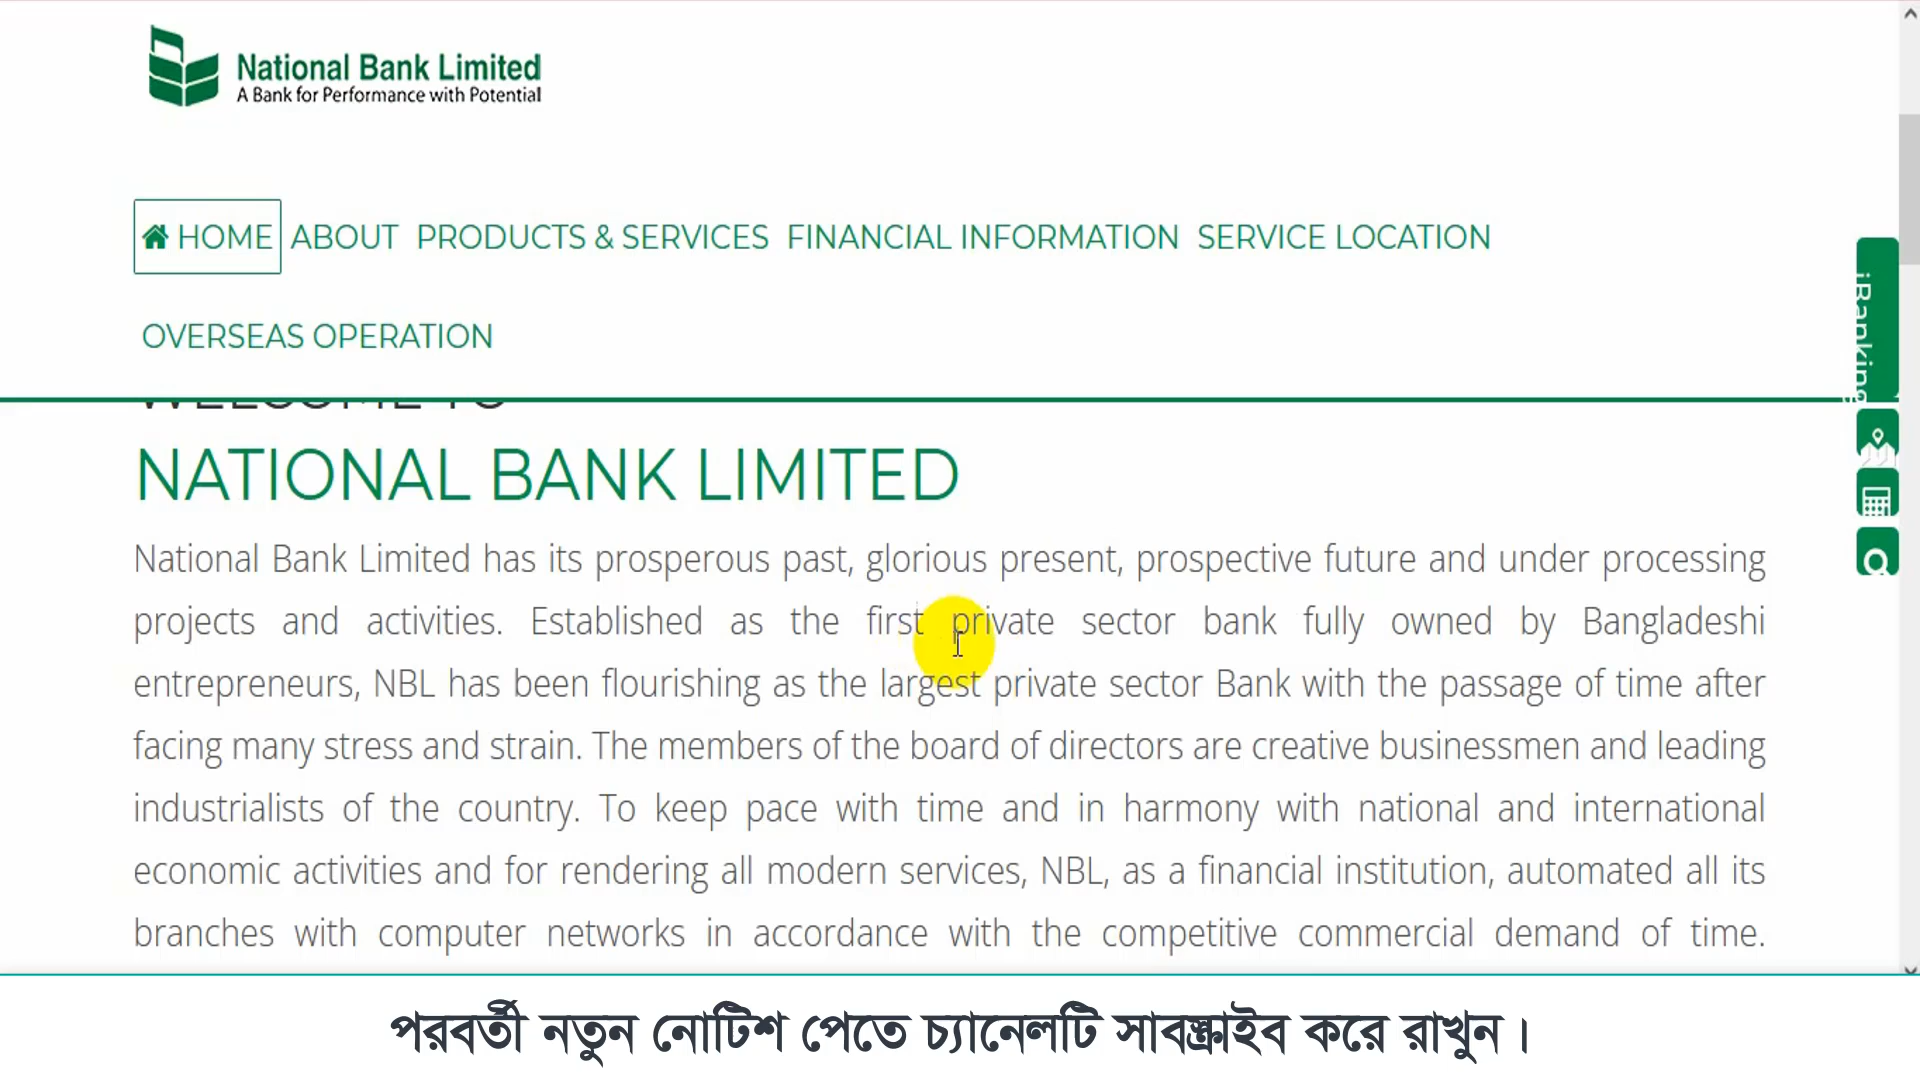 National Bank Limited
A Bank for Performance with Potential
HOME ABOUT PRODUCTS & SERVICES FINANCIAL INFORMATION SERVICE LOCATION
OVERSEAS OPERATION
iBanking
WELCOME TO
NATIONAL BANK LIMITED
National Bank Limited has its prosperous past, glorious present, prospective future and under processing
projects and activities. Established as the first private sector bank fully owned by Bangladeshi
entrepreneurs, NBL has been flourishing as the largest private sector Bank with the passage of time after
facing many stress and strain. The members of the board of directors are creative businessmen and leading
industrialists of the country. To keep pace with time and in harmony with national and international
economic activities and for rendering all modern services, NBL, as a financial institution, automated all its
branches with computer networks in accordance with the competitive commercial demand of time.
পরবর্তী নতুন নোটিশ পেতে চ্যানেলটি সাবস্ক্রাইব করে রাখুন।